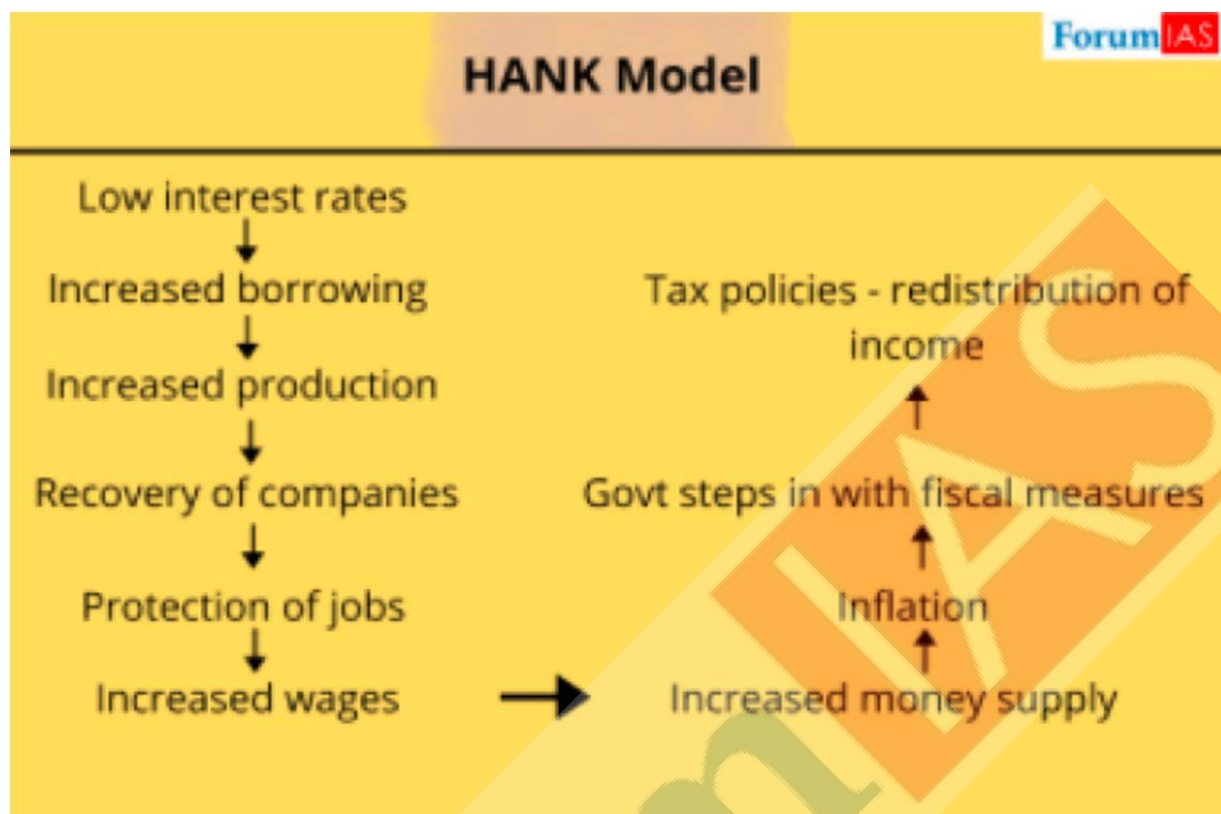 ForumIAS
HANK Model
Low interest rates
Increased borrowing
Increased production
Recovery of companies
Protection of jobs
Increased wages
Increased money supply
Inflation
Govt steps in with fiscal measures
Tax policies - redistribution of
income
m IAS